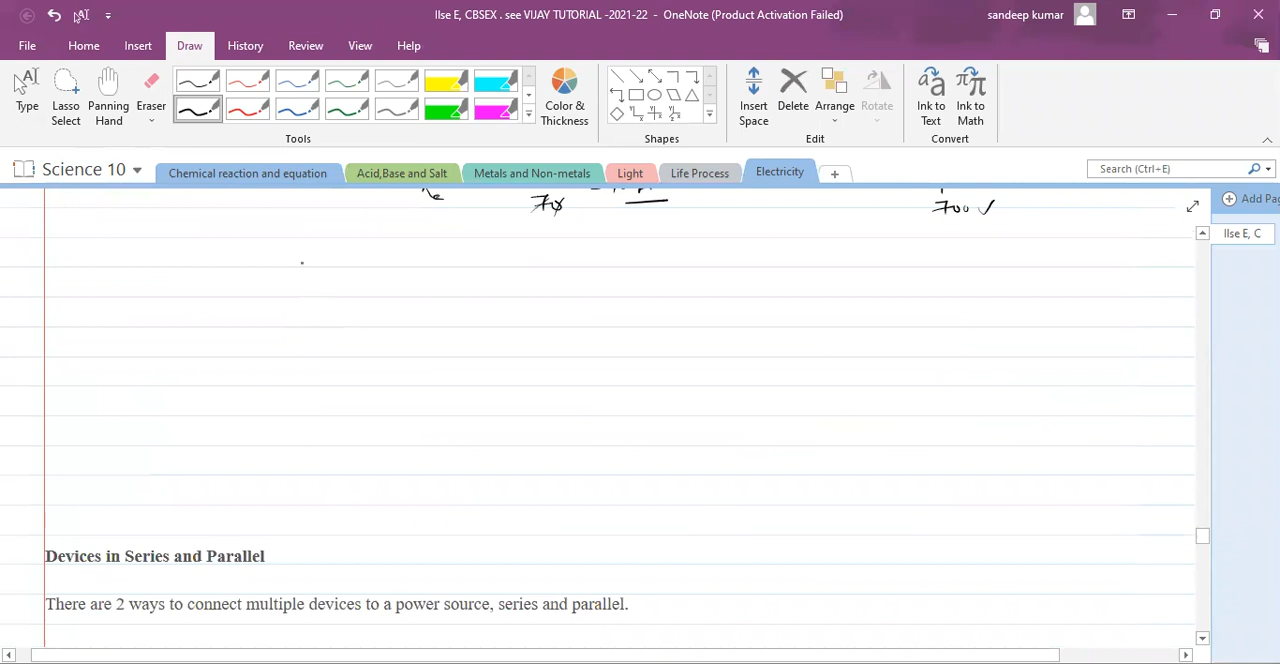 Ilse E, CBSEX . see VIJAY TUTORIAL -2021-22 - OneNote (Product Activation Failed)
sandeep kumar
File Home Insert Draw History Review View Help
Type
Lasso Select
Panning Hand
Eraser
Color & Thickness
Insert Space
Delete
Arrange
Rotate
Ink to Text
Ink to Math
Tools
Shapes
Edit
Convert
Science 10
Chemical reaction and equation
Acid,Base and Salt
Metals and Non-metals
Light
Life Process
Electricity
Search (Ctrl+E)
Add Pag
Ilse E, C
700
Devices in Series and Parallel
There are 2 ways to connect multiple devices to a power source, series and parallel.